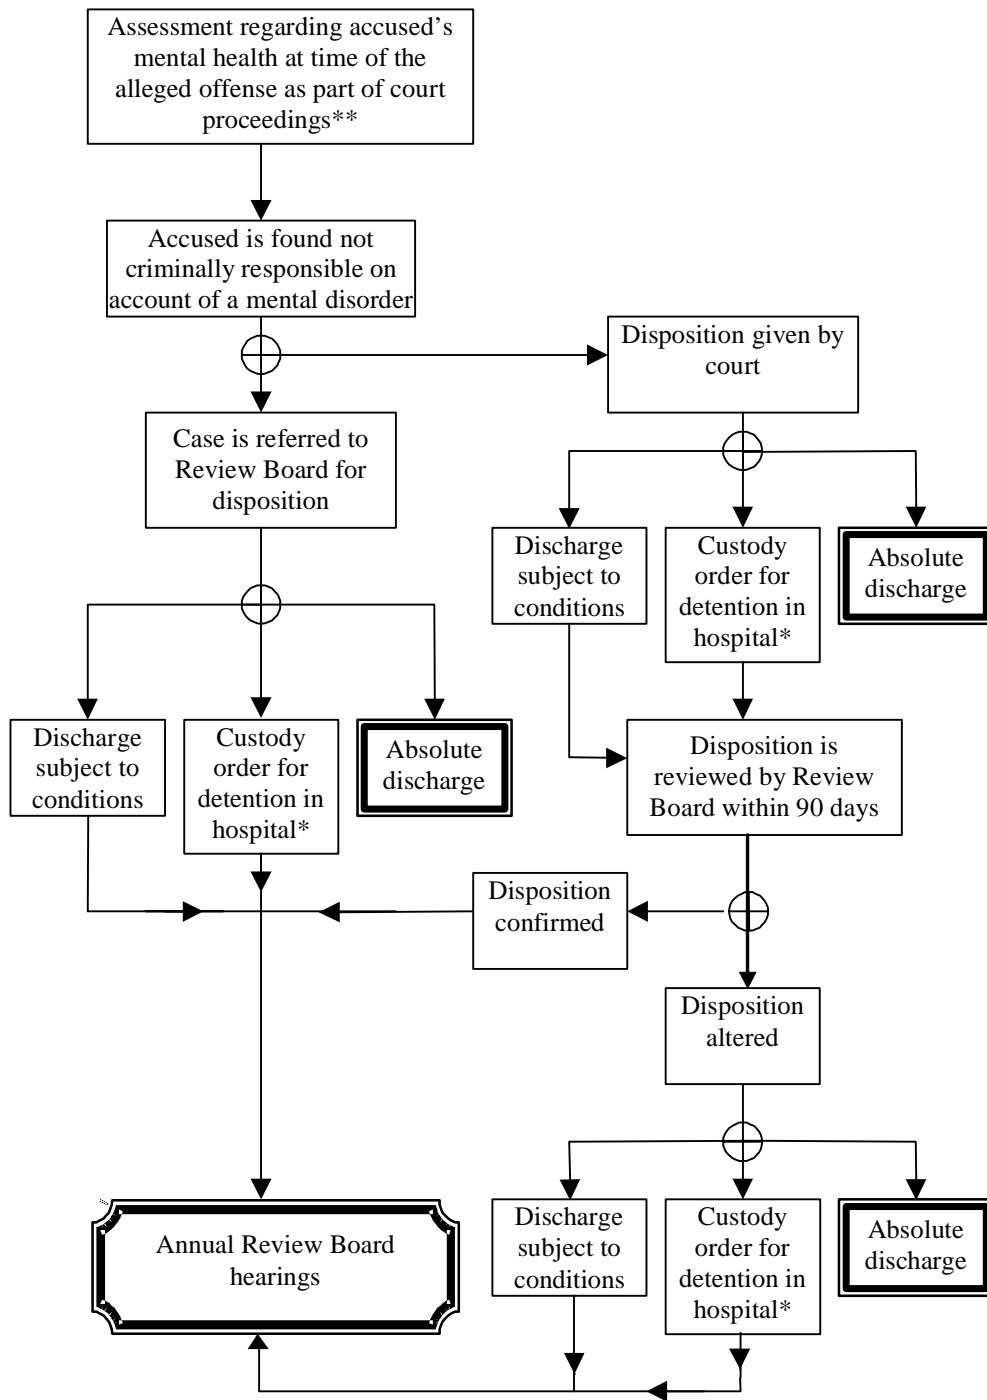 Assessment regarding accused’s
mental health at time of the
alleged offense as part of court
proceedings**
Accused is found not
criminally responsible on
account of a mental disorder
Disposition given by
court
Case is referred to
Review Board for
disposition
Discharge
subject to
conditions
Custody
order for
detention in
hospital*
Absolute
discharge
Discharge
subject to
conditions
Custody
order for
detention in
hospital*
Absolute
discharge
Disposition is
reviewed by Review
Board within 90 days
Disposition
confirmed
Disposition
altered
Annual Review Board
hearings
Discharge
subject to
conditions
Custody
order for
detention in
hospital*
Absolute
discharge